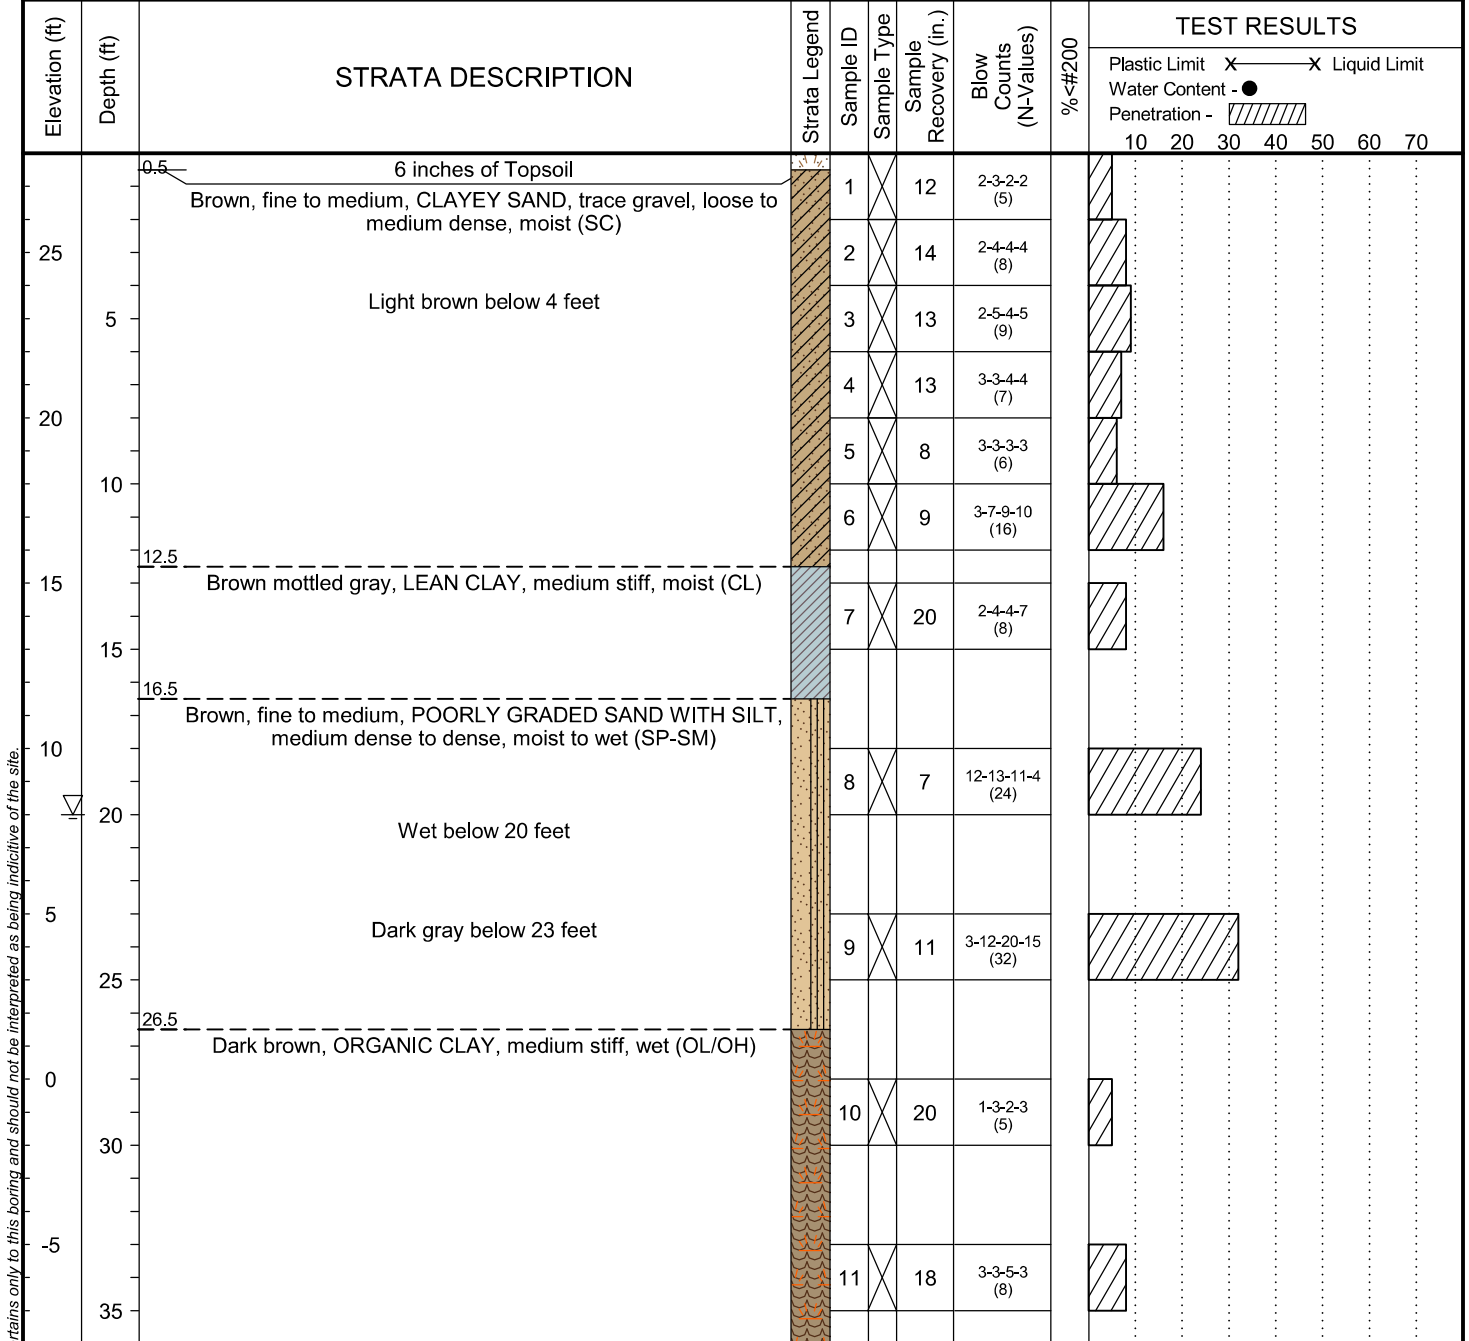 Elevation (ft)
Depth (ft)
STRATA DESCRIPTION
Strata Legend
Sample ID
Sample Type
Sample
Recovery (in.)
Blow
Counts
(N-Values)
%<#200
TEST RESULTS
Plastic Limit X X Liquid Limit
Water Content -
Penetration -
10 20 30 40 50 60 70
0.5 6 inches of Topsoil
Brown, fine to medium, CLAYEY SAND, trace gravel, loose to
medium dense, moist (SC)
1 12 2-3-2-2
(5)
25 2 14 2-4-4-4
(8)
Light brown below 4 feet
5 3 13 2-5-4-5
(9)
4 13 3-3-4-4
(7)
20 5 8 3-3-3-3
(6)
10 6 9 3-7-9-10
(16)
12.5
Brown mottled gray, LEAN CLAY, medium stiff, moist (CL)
15 7 20 2-4-4-7
(8)
15
16.5
Brown, fine to medium, POORLY GRADED SAND WITH SILT,
medium dense to dense, moist to wet (SP-SM)
10 8 7 12-13-11-4
(24)
20
Wet below 20 feet
5 Dark gray below 23 feet
9 11 3-12-20-15
(32)
25
26.5
Dark brown, ORGANIC CLAY, medium stiff, wet (OL/OH)
0 10 20 1-3-2-3
(5)
30
-5 11 18 3-3-5-3
(8)
35
rtains only to this boring and should not be interpreted as being indicitive of the site.